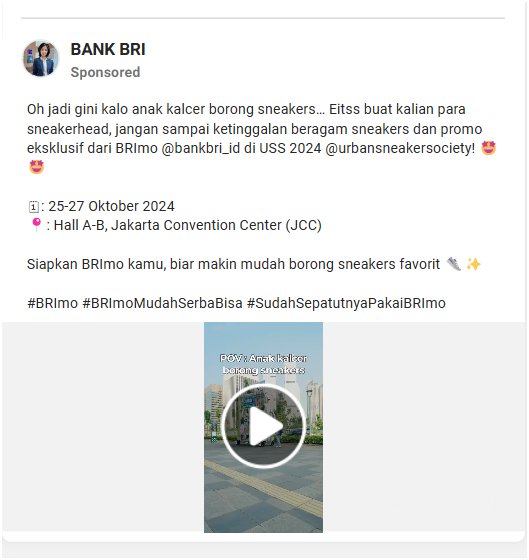 BANK BRI
Sponsored
Oh jadi gini kalo anak kalcer borong sneakers… Eitss buat kalian para
sneakerhead, jangan sampai ketinggalan beragam sneakers dan promo
eksklusif dari BRImo @bankbri_id di USS 2024 @urbansneakersociety! 🤩
🤩
🗓: 25-27 Oktober 2024
📍 : Hall A-B, Jakarta Convention Center (JCC)
Siapkan BRImo kamu, biar makin mudah borong sneakers favorit 👟 ✨
#BRImo #BRImoMudahSerbaBisa #SudahSepatutnyaPakaiBRImo
POV : Anak kalcer
borong sneakers